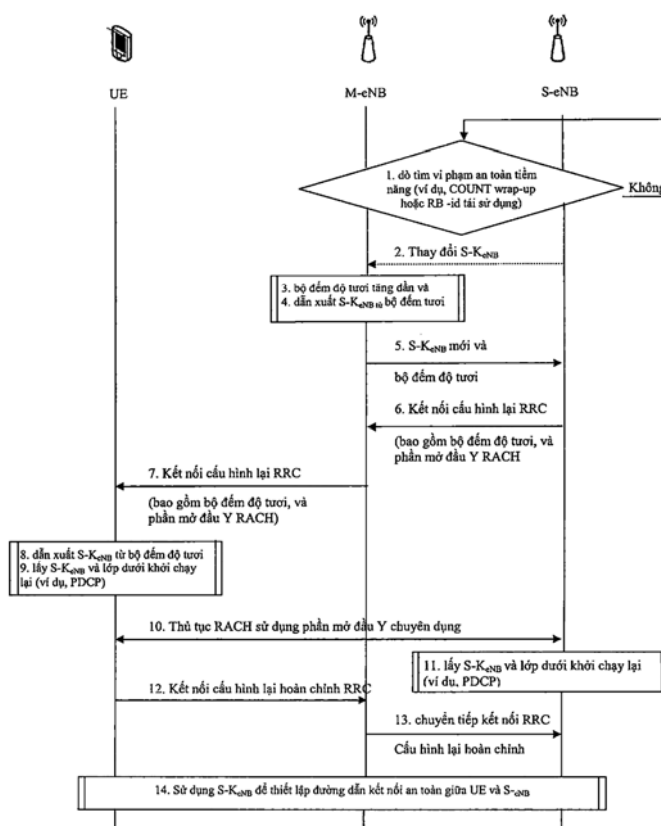 UE
M-eNB
S-eNB
1. dò tìm vi phạm an toàn tiềm
năng (ví dụ, COUNT wrap-up
hoặc RB -id tái sử dụng)
Không
2. Thay đổi S-KeNB
3. bộ đếm độ tươi tăng dần và
4. dẫn xuất S-KeNB từ bộ đếm tươi
5. S-KeNB mới và
bộ đếm độ tươi
6. Kết nối cấu hình lại RRC
(bao gồm bộ đếm độ tươi, và
phần mở đầu Y RACH
7. Kết nối cấu hình lại RRC
(bao gồm bộ đếm độ tươi, và
phần mở đầu Y RACH)
8. dẫn xuất S-KeNB từ bộ đếm độ tươi
9. lấy S-KeNB và lớp dưới khởi chạy
lại (ví dụ, PDCP)
10. Thủ tục RACH sử dụng phần mở đầu Y chuyên dụng
11. lấy S-KeNB và lớp dưới khởi chạy lại
(ví dụ, PDCP)
12. Kết nối cấu hình lại hoàn chỉnh RRC
13. chuyển tiếp kết nối RRC
Cấu hình lại hoàn chỉnh
14. Sử dụng S-KeNB để thiết lập đường dẫn kết nối an toàn giữa UE và S-eNB